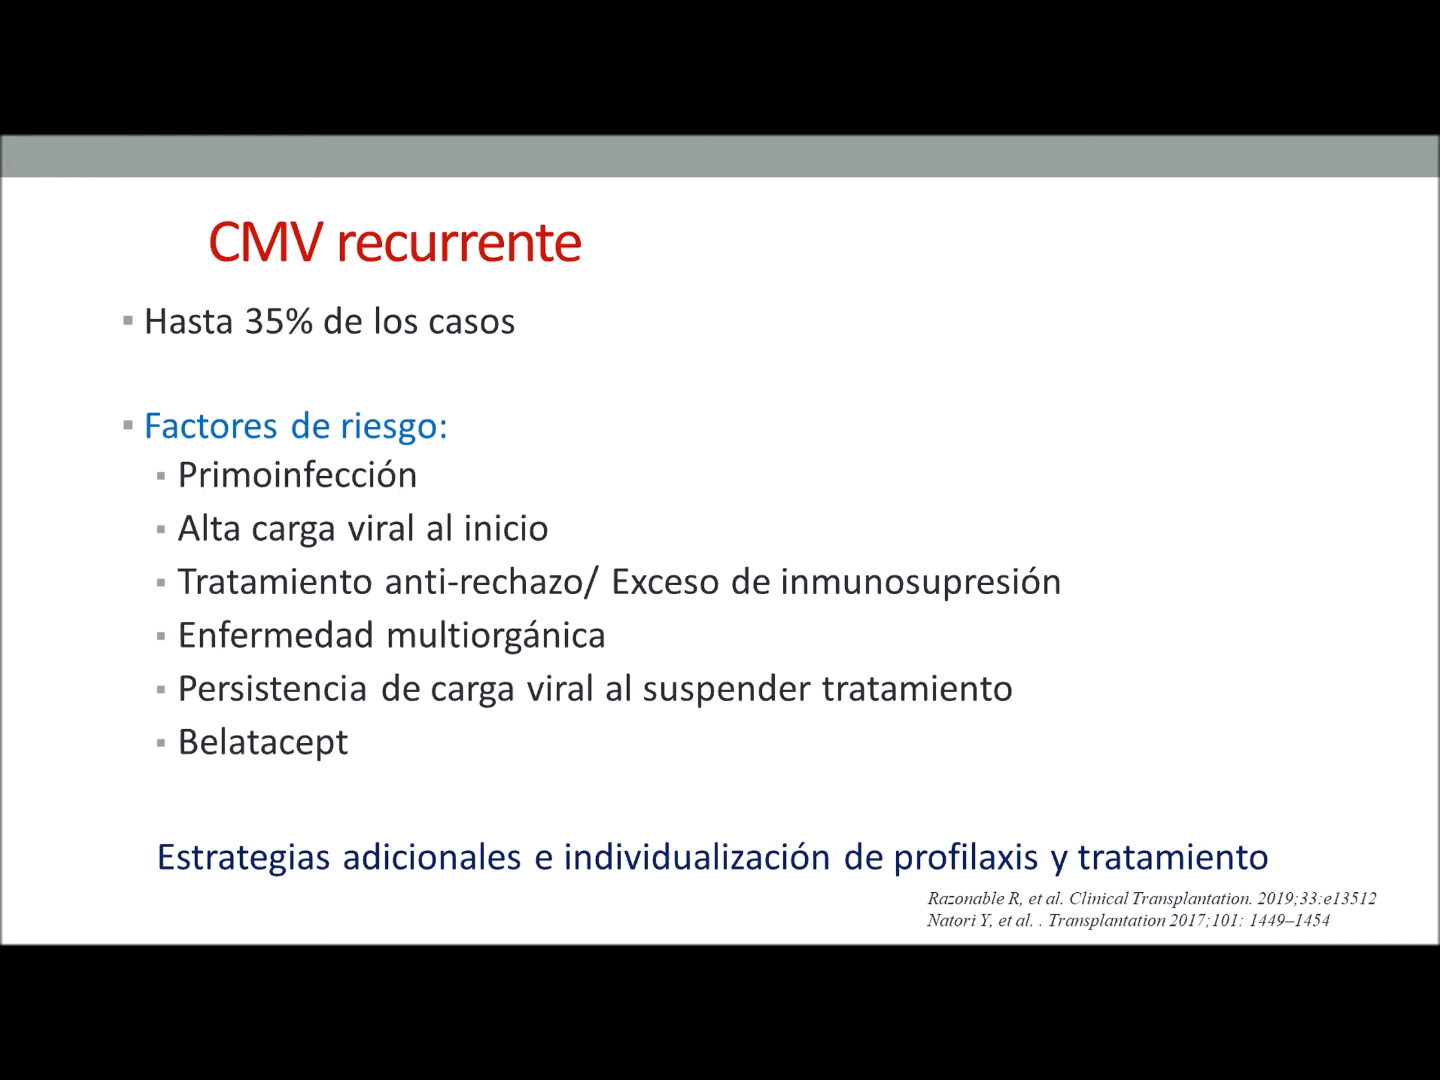 CMV recurrente
▪ Hasta 35% de los casos
▪ Factores de riesgo:
▪ Primoinfección
▪ Alta carga viral al inicio
▪ Tratamiento anti-rechazo/ Exceso de inmunosupresión
▪ Enfermedad multiorgánica
▪ Persistencia de carga viral al suspender tratamiento
▪ Belatacept
Estrategias adicionales e individualización de profilaxis y tratamiento
Razonable R, et al. Clinical Transplantation. 2019;33:e13512
Natori Y, et al. . Transplantation 2017;101: 1449–1454